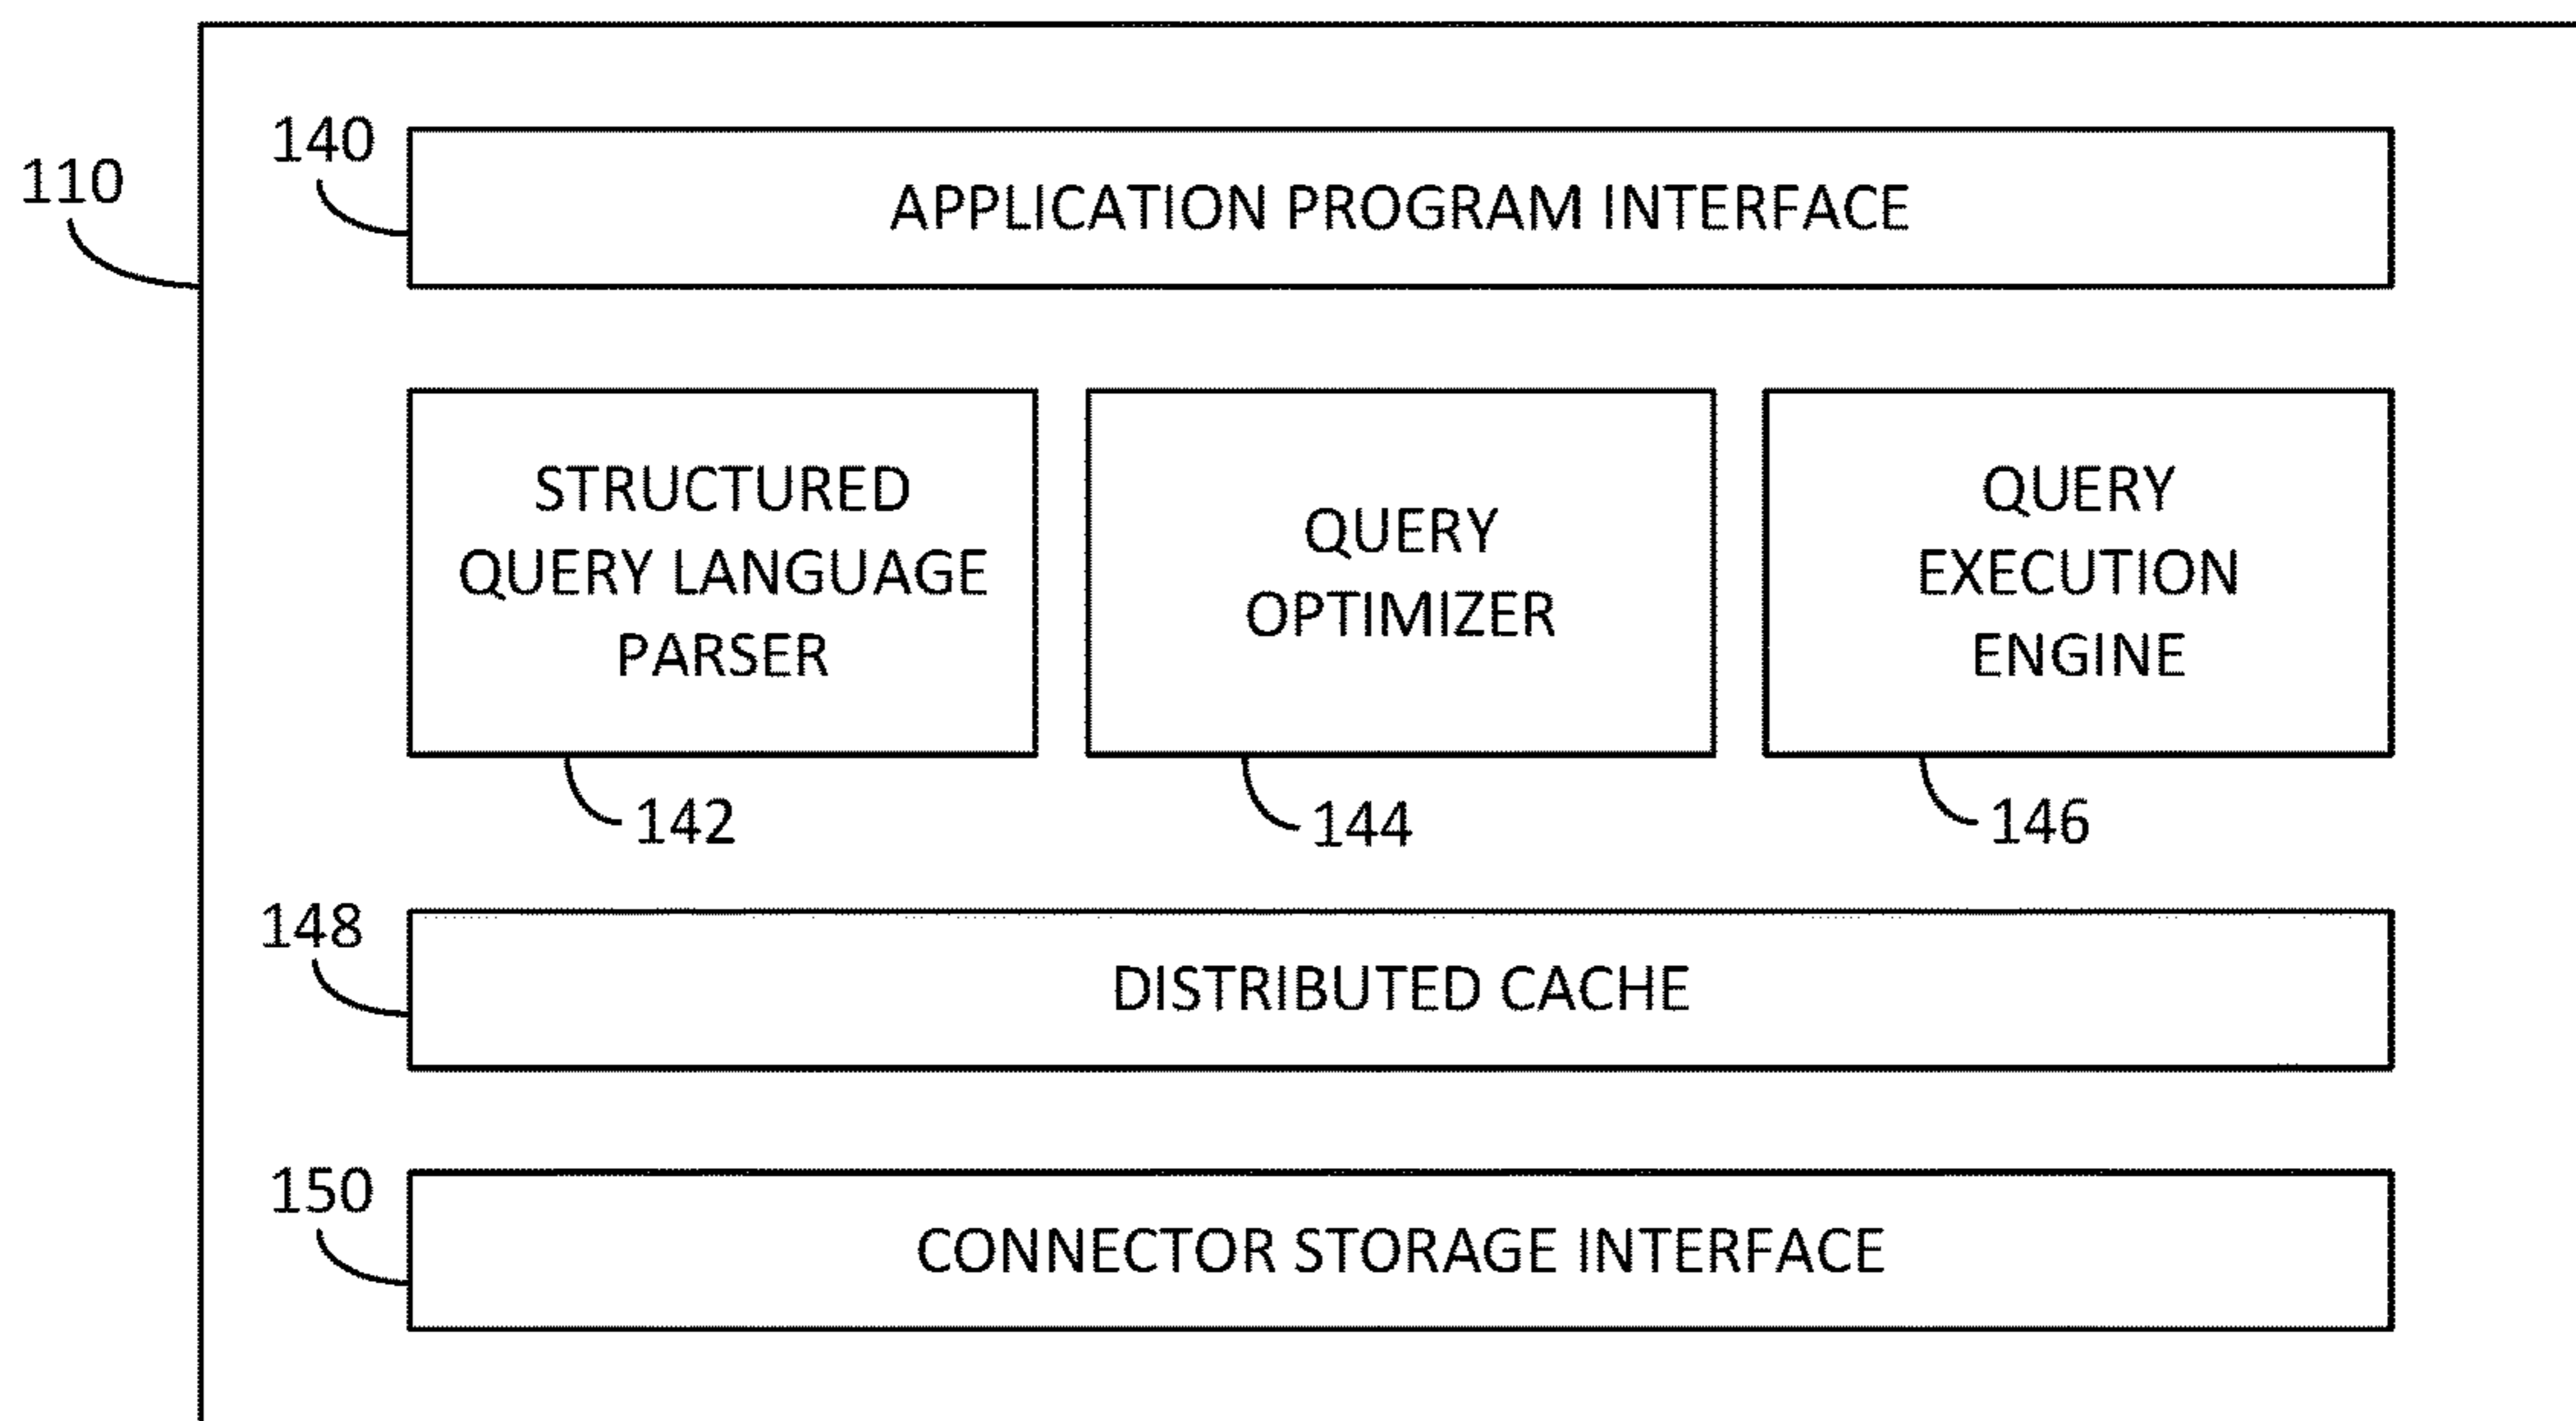 140
110
APPLICATION PROGRAM INTERFACE
STRUCTURED
QUERY LANGUAGE
PARSER
142
QUERY
OPTIMIZER
144
QUERY
EXECUTION
ENGINE
146
148
DISTRIBUTED CACHE
150
CONNECTOR STORAGE INTERFACE